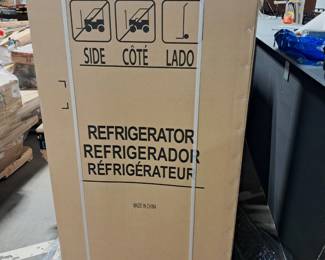 SIDE CÔTÉ LADO
REFRIGERATOR
REFRIGERADOR
RÉFRIGÉRATEUR
MADE IN CHINA